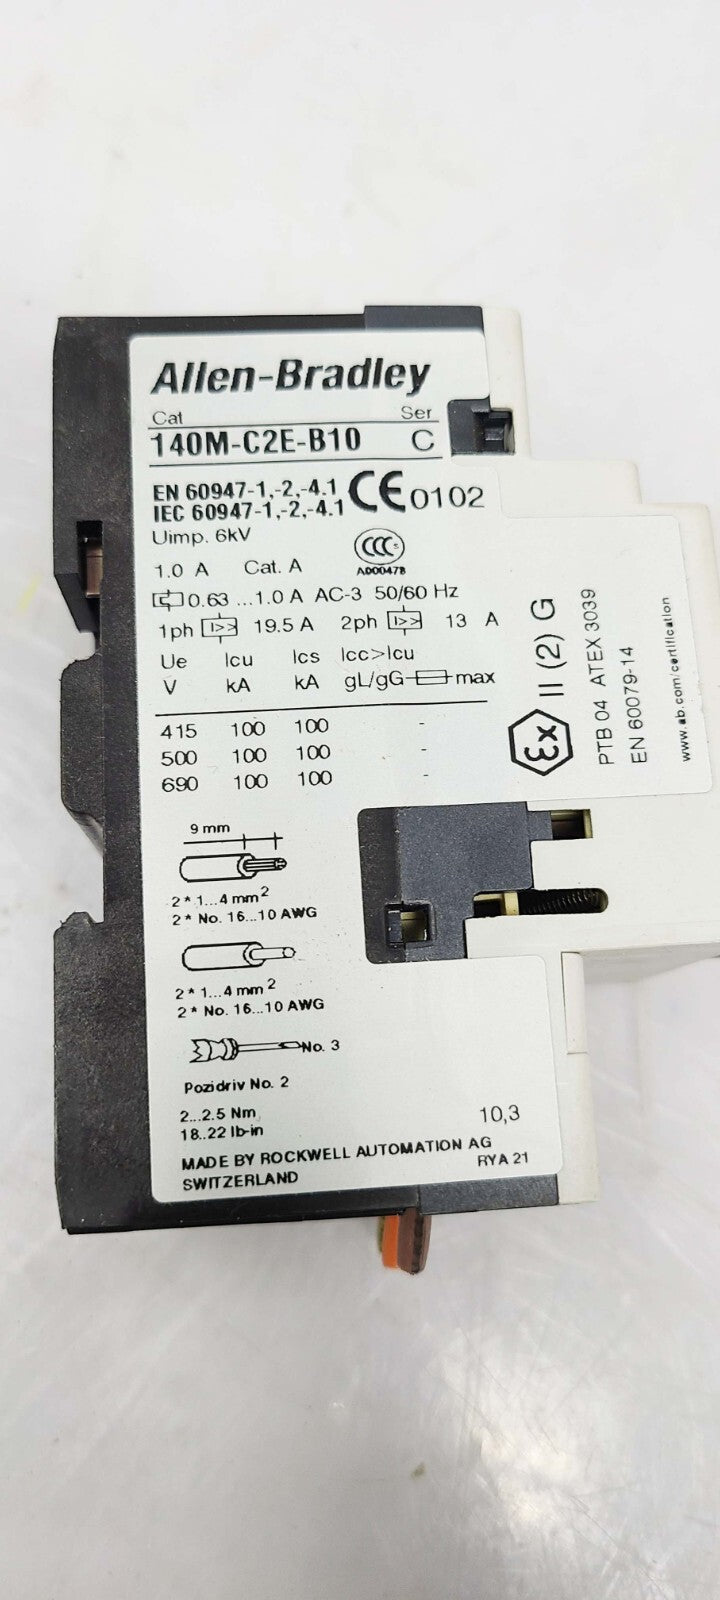 Allen-Bradley
Cat Ser
140M-C2E-B10 C
EN 60947-1,-2,-4.1
IEC 60947-1,-2,-4.1
CE 0102
Uimp. 6kV
CCC S
A00047B
1.0 A Cat. A
0.63 ...1.0 A AC-3 50/60 Hz
1ph I>> 19.5 A 2ph I>> 13 A
Ue Icu Ics Icc>Icu
V kA kA gL/gG max
415 100 100 -
500 100 100 -
690 100 100 -
9 mm
2 * 1...4 mm2
2 * No. 16...10 AWG
2 * 1...4 mm2
2 * No. 16...10 AWG
No. 3
Pozidriv No. 2
2...2.5 Nm
18..22 lb-in
10,3
MADE BY ROCKWELL AUTOMATION AG
SWITZERLAND
RYA 21
Ex II (2) G
PTB 04 ATEX 3039
EN 60079-14
www.ab.com/certification